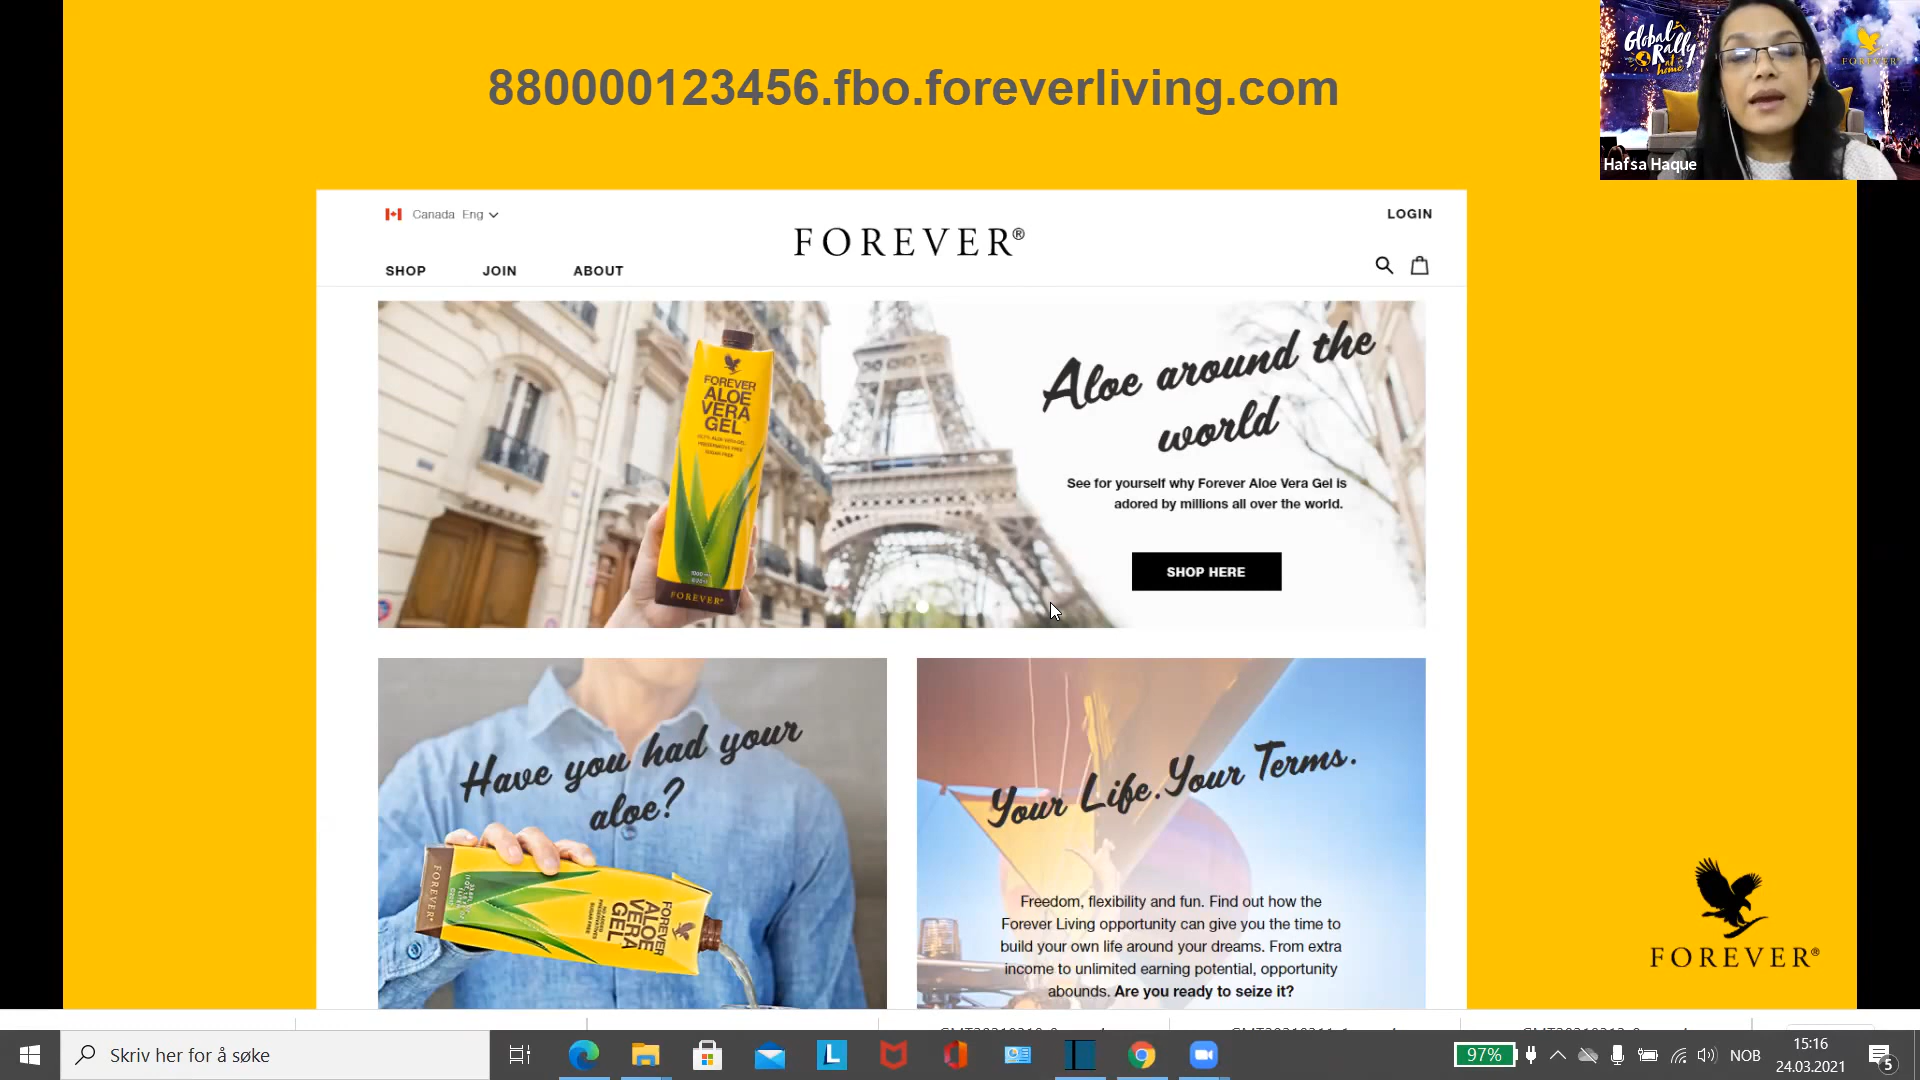 880000123456.fbo.foreverliving.com
Global
Rally
at
home
FOREVER
Hafsa Haque
Canada Eng
LOGIN
FOREVER®
SHOP JOIN ABOUT
Aloe around the
world
See for yourself why Forever Aloe Vera Gel is
adored by millions all over the world.
SHOP HERE
FOREVER
ALOE
VERA
GEL
FOREVER®
Have you had your
aloe?
FOREVER
FOREVER
ALOE
VERA
GEL
Your Life. Your Terms.
Freedom, flexibility and fun. Find out how the
Forever Living opportunity can give you the time to
build your own life around your dreams. From extra
income to unlimited earning potential, opportunity
abounds. Are you ready to seize it?
FOREVER®
Skriv her for å søke
97%
NOB
15:16
24.03.2021
5